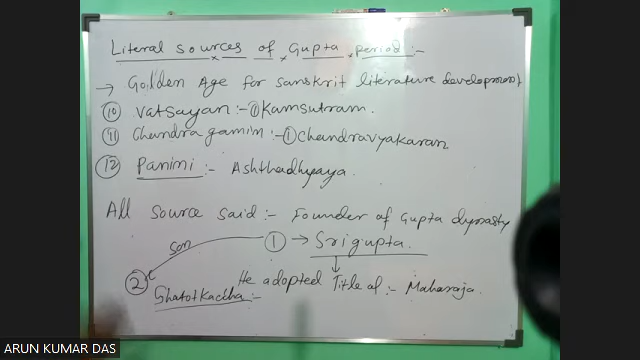 Literal sources of Gupta period:-
→ Golden Age for Sanskrit literature development
(10) Vatsayan:- (1) Kamsutram.
(11) Chandragamim:- (1) Chandravyakaran
(12) Panini:- Ashthadhyaya.
All Source said:- Founder of Gupta dynasty
son (1) → Srigupta.
He adopted Title of:- Maharaja.
(2) Ghatotkacha:-
ARUN KUMAR DAS